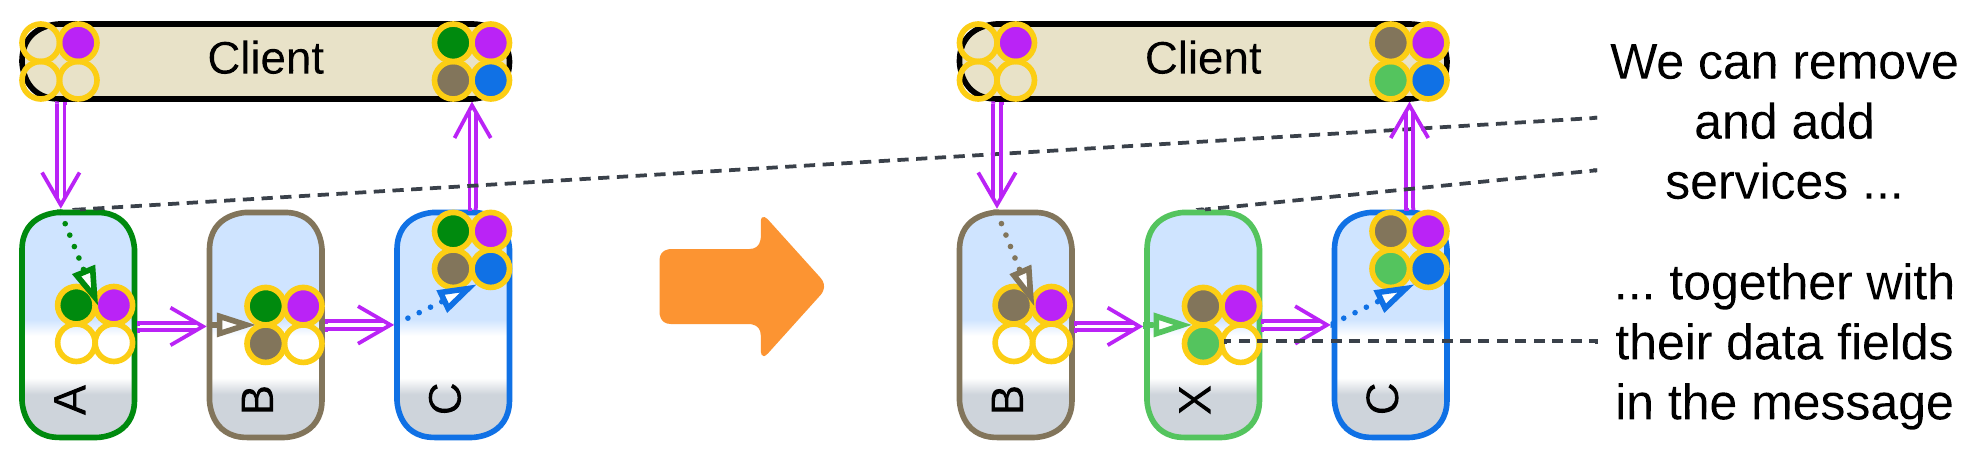 Client
A
B
C
Client
B
X
C
We can remove
and add
services ...
... together with
their data fields
in the message